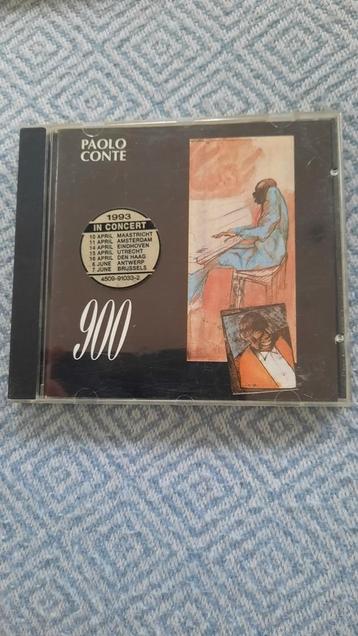 PAOLO
CONTE
1993
IN CONCERT
10 APRIL MAASTRICHT
11 APRIL AMSTERDAM
14 APRIL EINDHOVEN
15 APRIL UTRECHT
16 APRIL DEN HAAG
6 JUNE ANTWERP
7 JUNE BRUSSELS
4509-91033-2
900